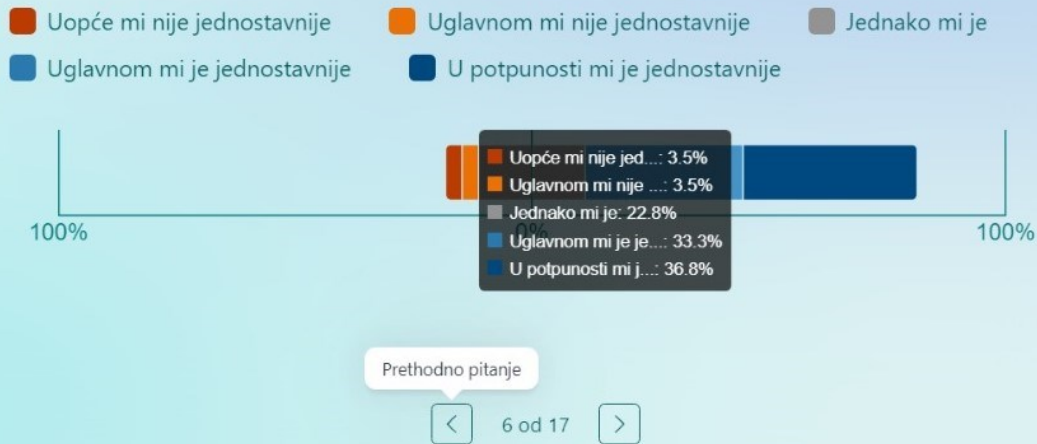 Uopće mi nije jednostavnije Uglavnom mi nije jednostavnije Jednako mi je
Uglavnom mi je jednostavnije U potpunosti mi je jednostavnije
Uopće mi nije jed...: 3.5%
Uglavnom mi nije ...: 3.5%
Jednako mi je: 22.8%
Uglavnom mi je je...: 33.3%
U potpunosti mi j...: 36.8%
100% 0% 100%
Prethodno pitanje
6 od 17